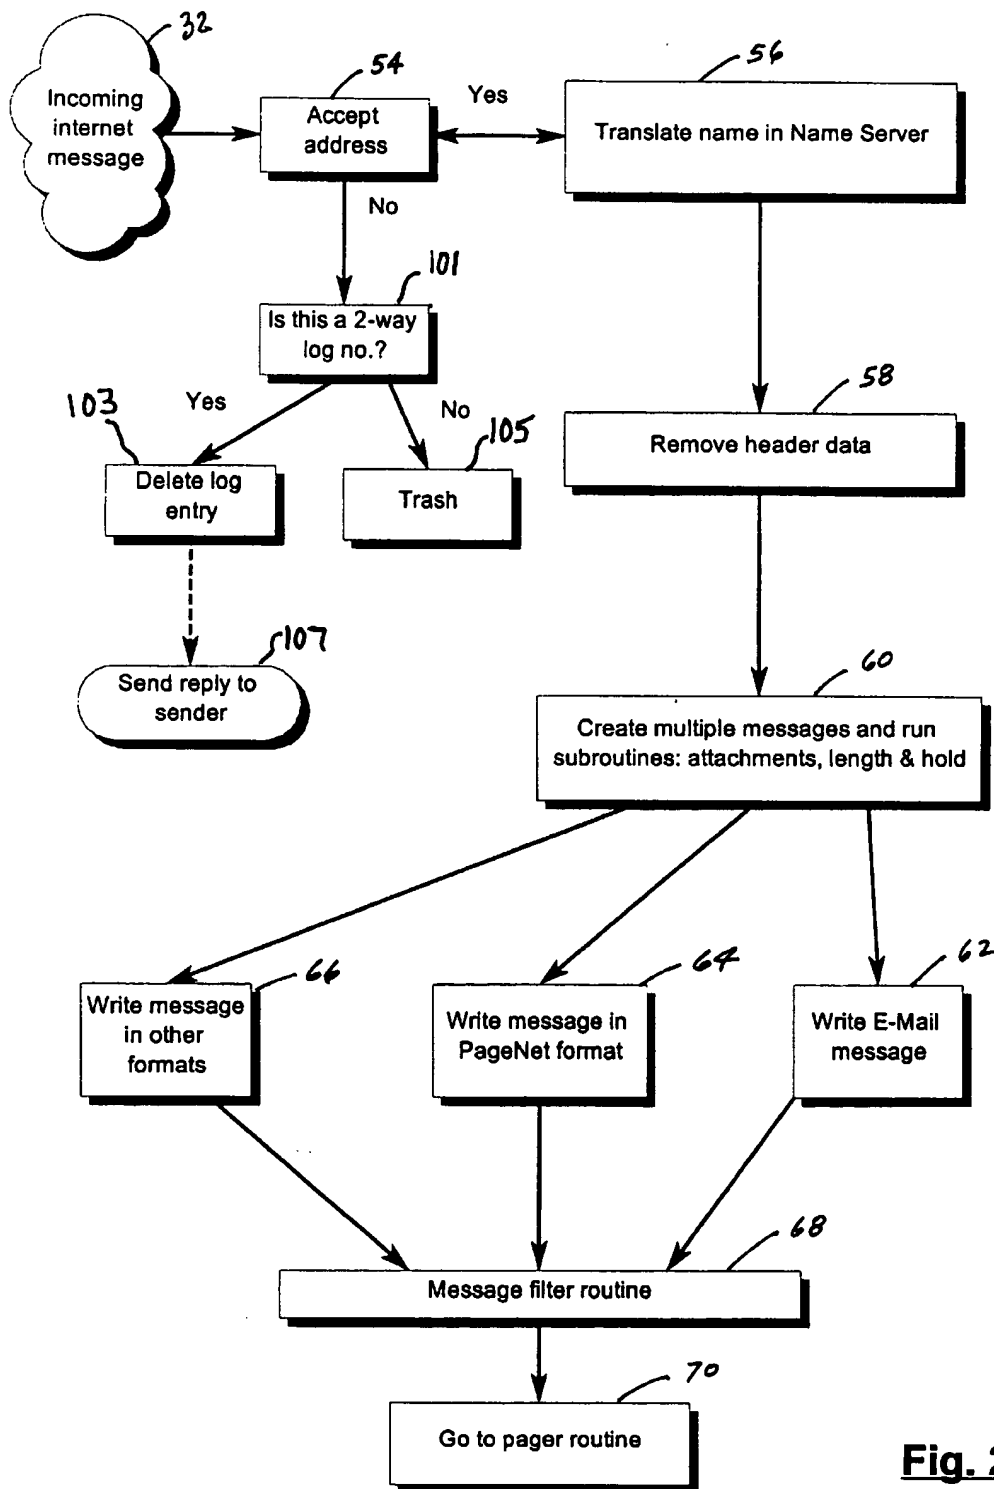 32
Incoming
internet
message
54
Accept
address
Yes
56
Translate name in Name Server
No
101
Is this a 2-way
log no.?
58
Remove header data
Yes
No
103
Delete log
entry
105
Trash
107
Send reply to
sender
60
Create multiple messages and run
subroutines: attachments, length & hold
66
Write message
in other
formats
64
Write message in
PageNet format
62
Write E-Mail
message
68
Message filter routine
70
Go to pager routine
Fig. 2